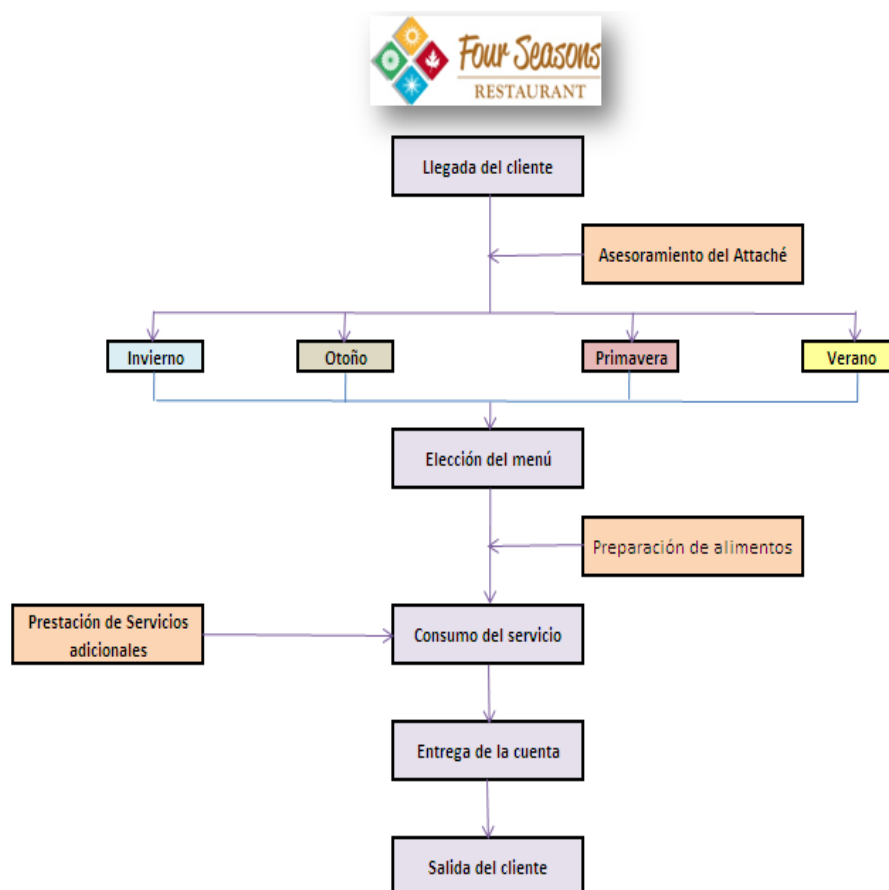 Four Seasons
RESTAURANT
Llegada del cliente
Asesoramiento del Attaché
Invierno
Otoño
Primavera
Verano
Elección del menú
Preparación de alimentos
Prestación de Servicios
adicionales
Consumo del servicio
Entrega de la cuenta
Salida del cliente